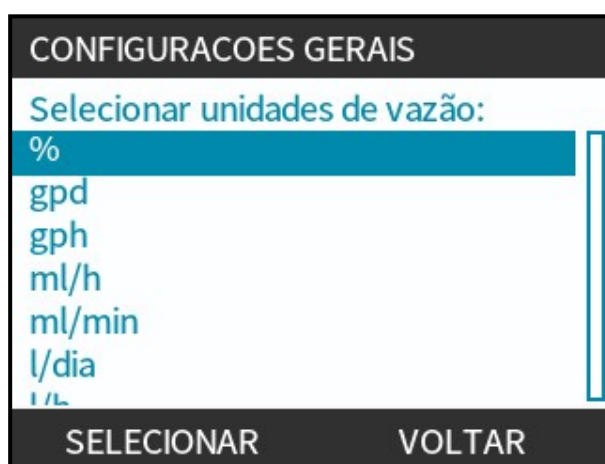 CONFIGURACOES GERAIS
Selecionar unidades de vazão:
%
gpd
gph
ml/h
ml/min
l/dia
l/h
SELECIONAR VOLTAR